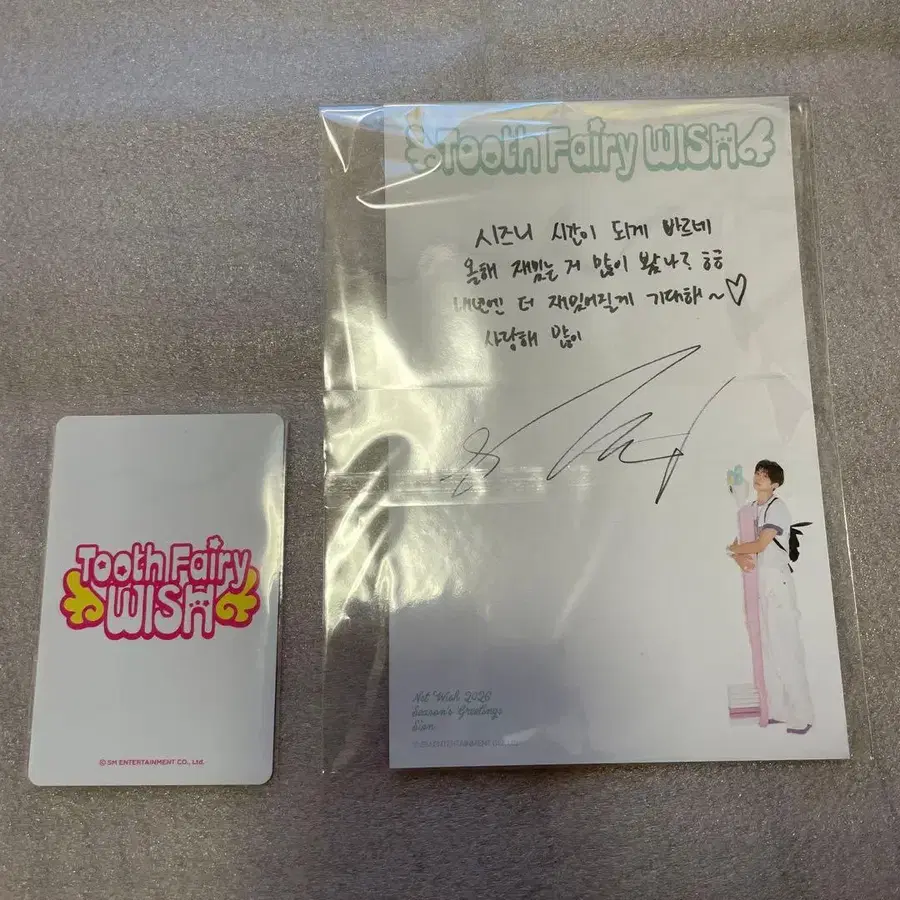 Tooth Fairy WISH
시즈니 시간이 되게 빠르네
올해 재밌는 거 많이 봤나? ㅎㅎ
내년엔 더 재밌어질게 기대해~♡
사랑해 많이
Nct Wish 2026
Season's Greetings
Sion
© SM ENTERTAINMENT CO., Ltd.
Tooth Fairy
WISH
© SM ENTERTAINMENT CO., Ltd.